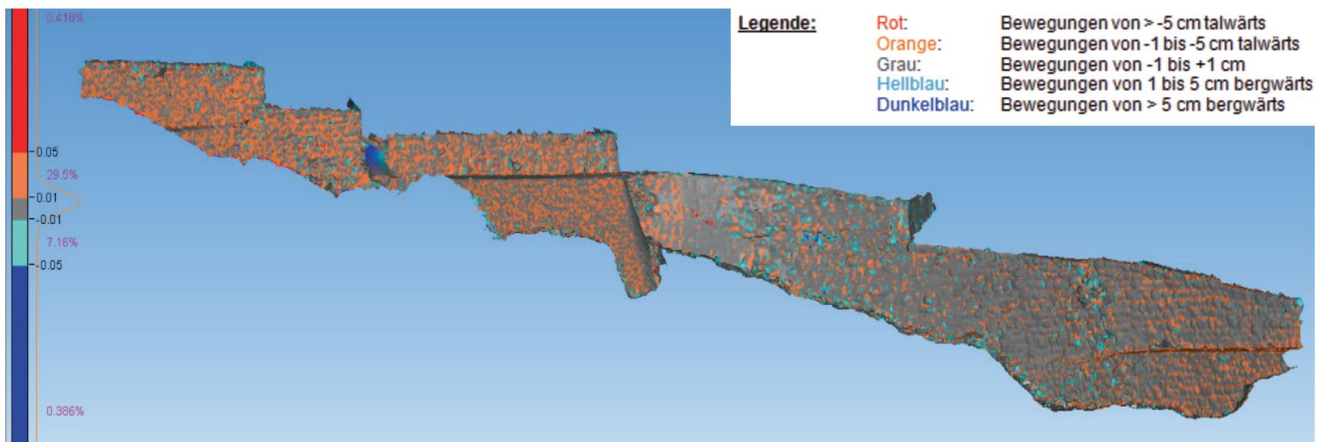 0.418%
0.05
29.5%
0.01
-0.01
7.16%
-0.05
0.386%
Legende:
Rot: Bewegungen von > -5 cm talwärts
Orange: Bewegungen von -1 bis -5 cm talwärts
Grau: Bewegungen von -1 bis +1 cm
Hellblau: Bewegungen von 1 bis 5 cm bergwärts
Dunkelblau: Bewegungen von > 5 cm bergwärts